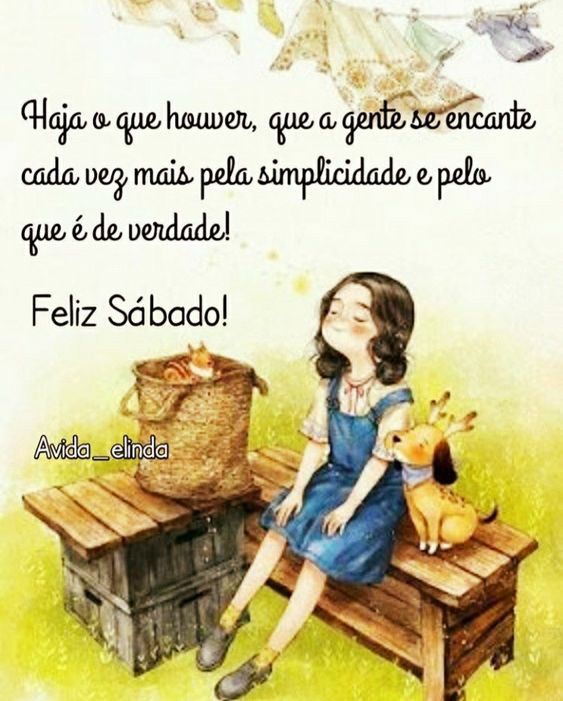 Haja o que houver, que a gente se encante
cada vez mais pela simplicidade e pelo
que é de verdade!
Feliz Sábado!
Avida_elinda